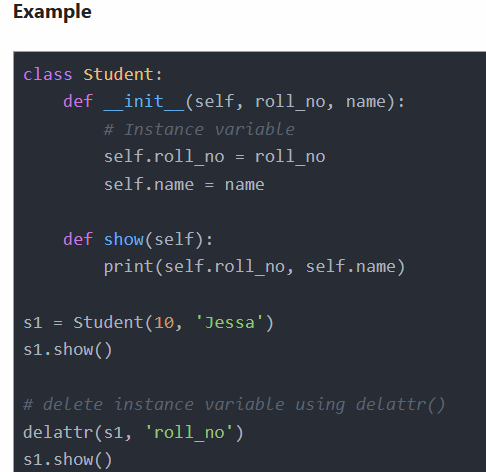 Example
class Student:
    def __init__(self, roll_no, name):
        # Instance variable
        self.roll_no = roll_no
        self.name = name

    def show(self):
        print(self.roll_no, self.name)

s1 = Student(10, 'Jessa')
s1.show()

# delete instance variable using delattr()
delattr(s1, 'roll_no')
s1.show()